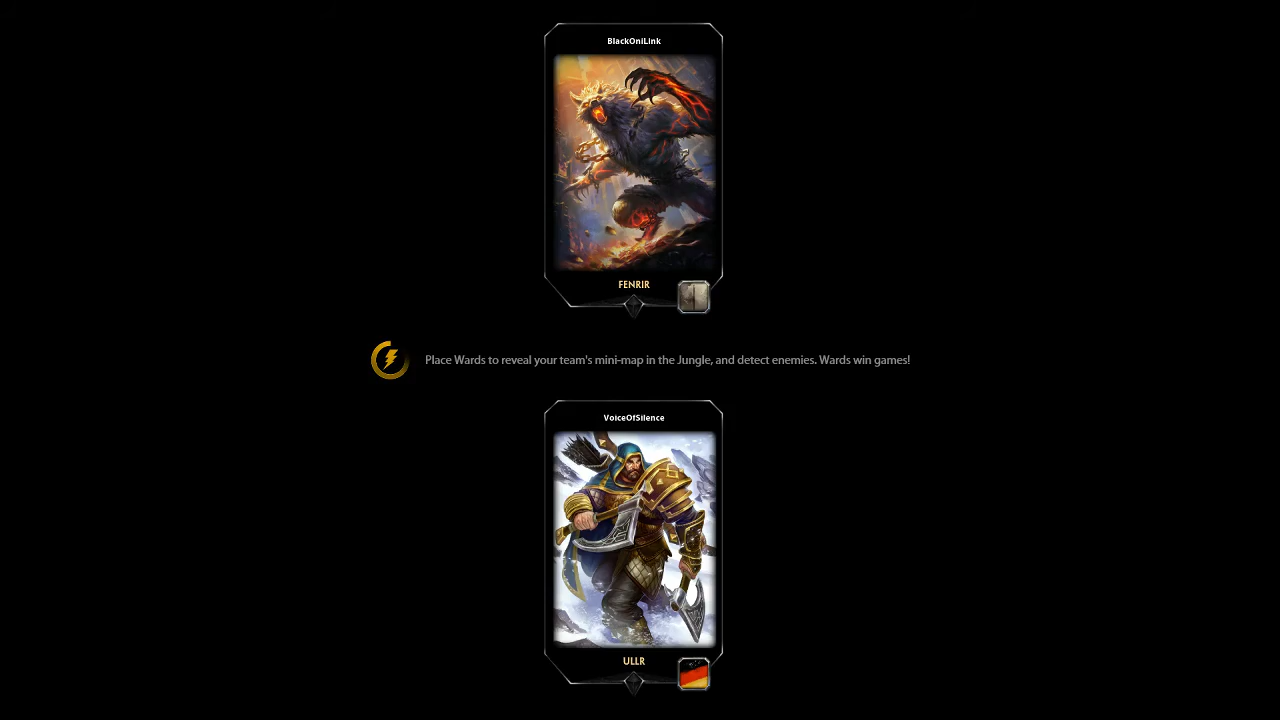 BlackOniLink
FENRIR
Place Wards to reveal your team's mini-map in the Jungle, and detect enemies. Wards win games!
VoiceOfSilence
ULLR